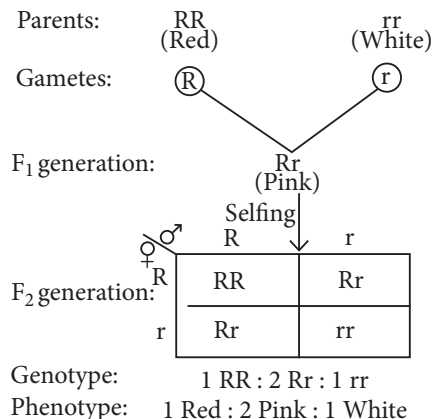 Parents: RR rr
(Red) (White)
Gametes: R r
F₁ generation: Rr
(Pink)
Selfing
♀ ♂ R r
F₂ generation: R RR Rr
r Rr rr
Genotype: 1 RR : 2 Rr : 1 rr
Phenotype: 1 Red : 2 Pink : 1 White